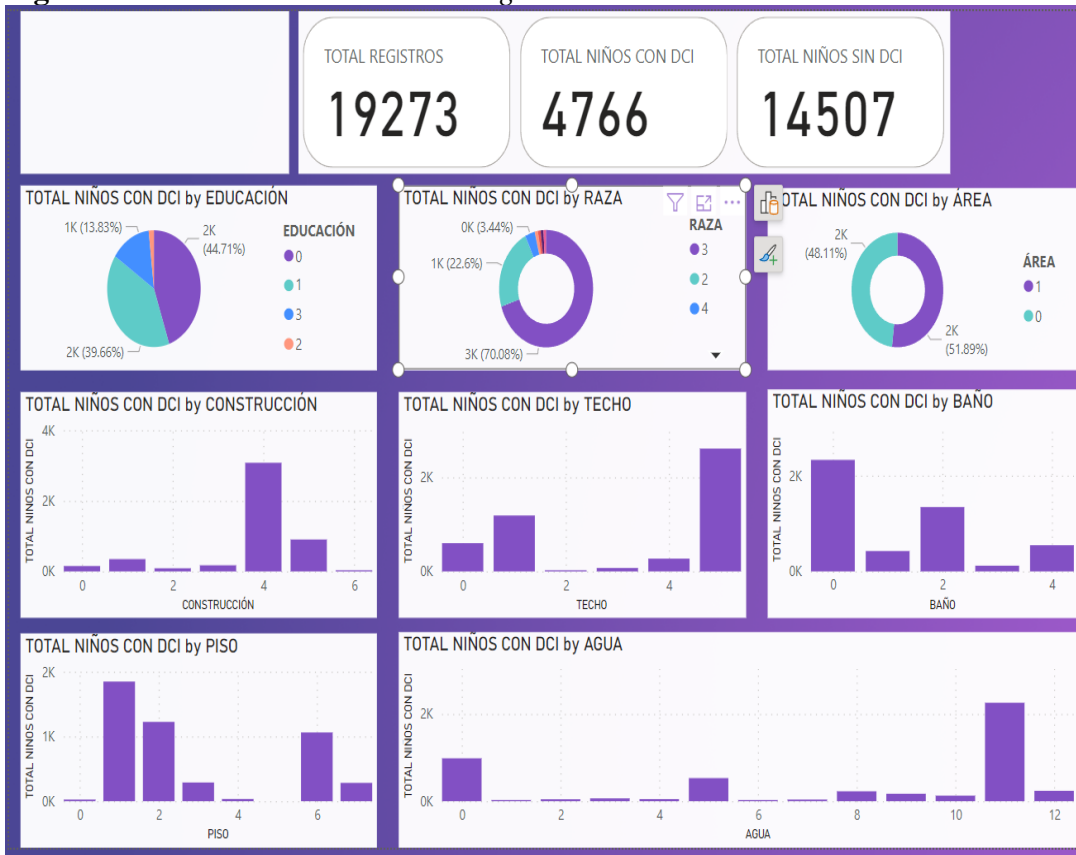 TOTAL REGISTROS
19273
TOTAL NIÑOS CON DCI
4766
TOTAL NIÑOS SIN DCI
14507
TOTAL NIÑOS CON DCI by EDUCACIÓN
1K (13.83%)
2K
(44.71%)
2K (39.66%)
EDUCACIÓN
0
1
3
2
TOTAL NIÑOS CON DCI by RAZA
0K (3.44%)
1K (22.6%)
3K (70.08%)
RAZA
3
2
4
TOTAL NIÑOS CON DCI by ÁREA
2K
(48.11%)
2K
(51.89%)
ÁREA
1
0
TOTAL NIÑOS CON DCI by CONSTRUCCIÓN
TOTAL NIÑOS CON DCI
4K
2K
0K
0 2 4 6
CONSTRUCCIÓN
TOTAL NIÑOS CON DCI by TECHO
TOTAL NIÑOS CON DCI
2K
0K
0 2 4
TECHO
TOTAL NIÑOS CON DCI by BAÑO
TOTAL NIÑOS CON DCI
2K
0K
0 2 4
BAÑO
TOTAL NIÑOS CON DCI by PISO
TOTAL NIÑOS CON DCI
2K
1K
0K
0 2 4 6
PISO
TOTAL NIÑOS CON DCI by AGUA
TOTAL NIÑOS CON DCI
2K
0K
0 2 4 6 8 10 12
AGUA